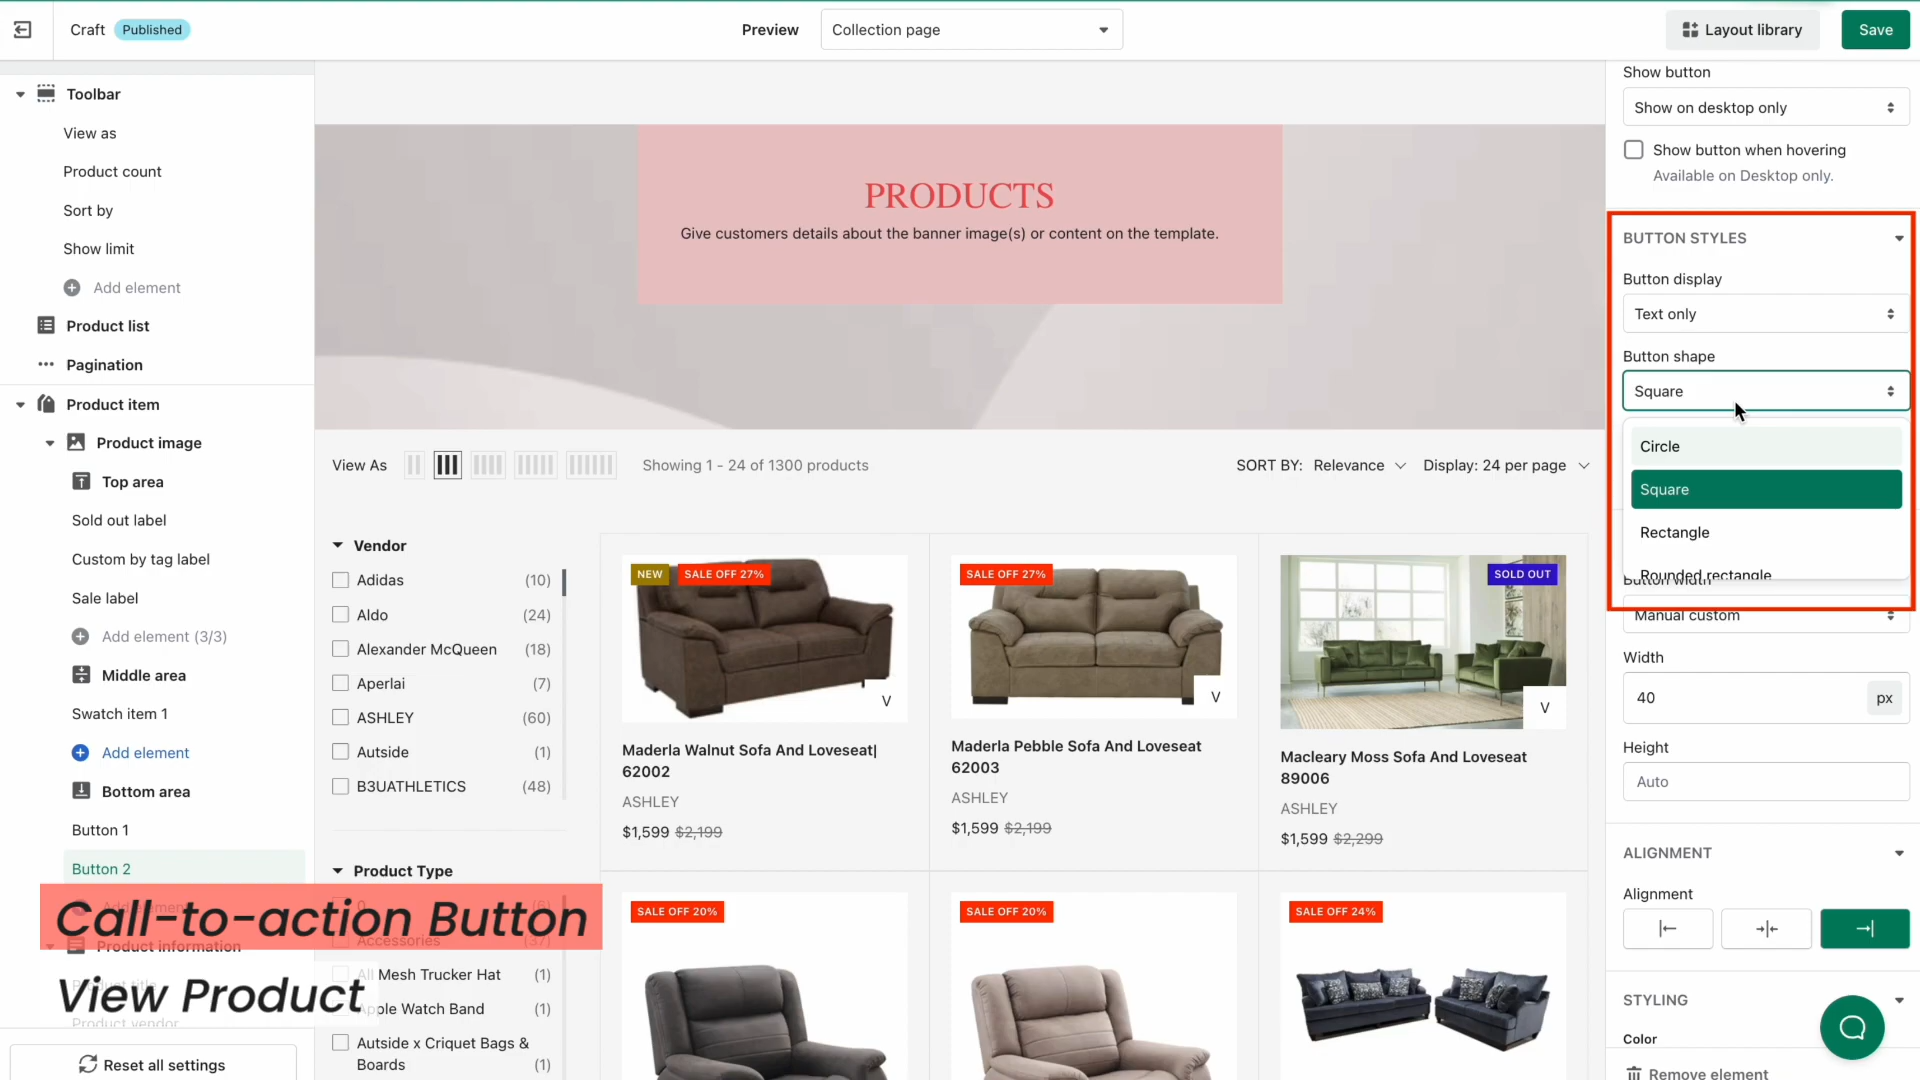 Craft
Published
Preview
Collection page
Layout library
Save
Toolbar
View as
Product count
Sort by
Show limit
Add element
Product list
Pagination
Product item
Product image
Top area
Sold out label
Custom by tag label
Sale label
Add element (3/3)
Middle area
Swatch item 1
Add element
Bottom area
Button 1
Button 2
Call-to-action Button
Product information
View Product
Product vendor
Reset all settings
PRODUCTS
Give customers details about the banner image(s) or content on the template.
View As
Showing 1 - 24 of 1300 products
SORT BY: Relevance
Display: 24 per page
Vendor
Adidas (10)
Aldo (24)
Alexander McQueen (18)
Aperlai (7)
ASHLEY (60)
Autside (1)
B3UATHLETICS (48)
Product Type
Accessories (37)
All Mesh Trucker Hat (1)
Apple Watch Band (1)
Autside x Criquet Bags &
Boards (1)
NEW
SALE OFF 27%
V
Maderla Walnut Sofa And Loveseat|
62002
ASHLEY
$1,599 $2,199
SALE OFF 27%
V
Maderla Pebble Sofa And Loveseat
62003
ASHLEY
$1,599 $2,199
SOLD OUT
V
Macleary Moss Sofa And Loveseat
89006
ASHLEY
$1,599 $2,299
SALE OFF 20%
SALE OFF 20%
SALE OFF 24%
Show button
Show on desktop only
Show button when hovering
Available on Desktop only.
BUTTON STYLES
Button display
Text only
Button shape
Square
Circle
Square
Rectangle
Rounded rectangle
Button width
Manual custom
Width
40
px
Height
Auto
ALIGNMENT
Alignment
STYLING
Color
Remove element